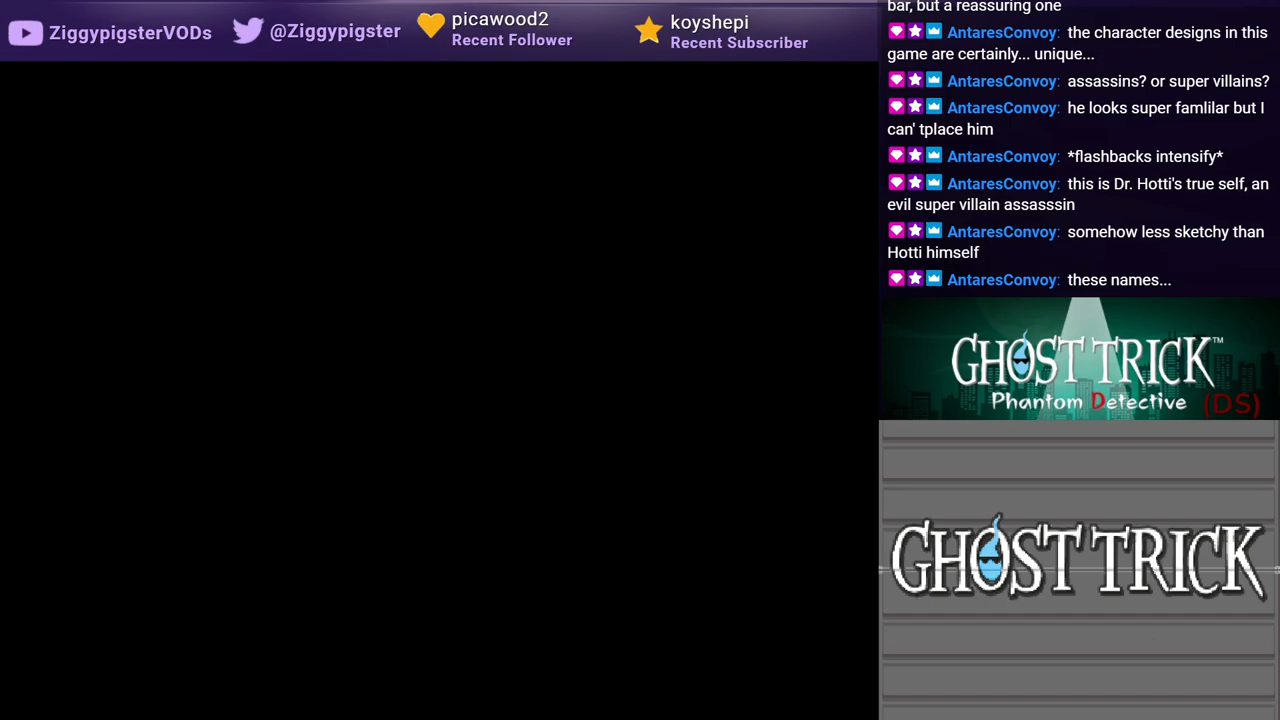 ZiggypigsterVODs
@Ziggypigster
picawood2
Recent Follower
koyshepi
Recent Subscriber
bar, but a reassuring one
AntaresConvoy: the character designs in this
game are certainly... unique...
AntaresConvoy: assassins? or super villains?
AntaresConvoy: he looks super famlilar but I
can' tplace him
AntaresConvoy: *flashbacks intensify*
AntaresConvoy: this is Dr. Hotti's true self, an
evil super villain assasssin
AntaresConvoy: somehow less sketchy than
Hotti himself
AntaresConvoy: these names...
GHOST TRICK™
Phantom Detective (DS)
GHOST TRICK